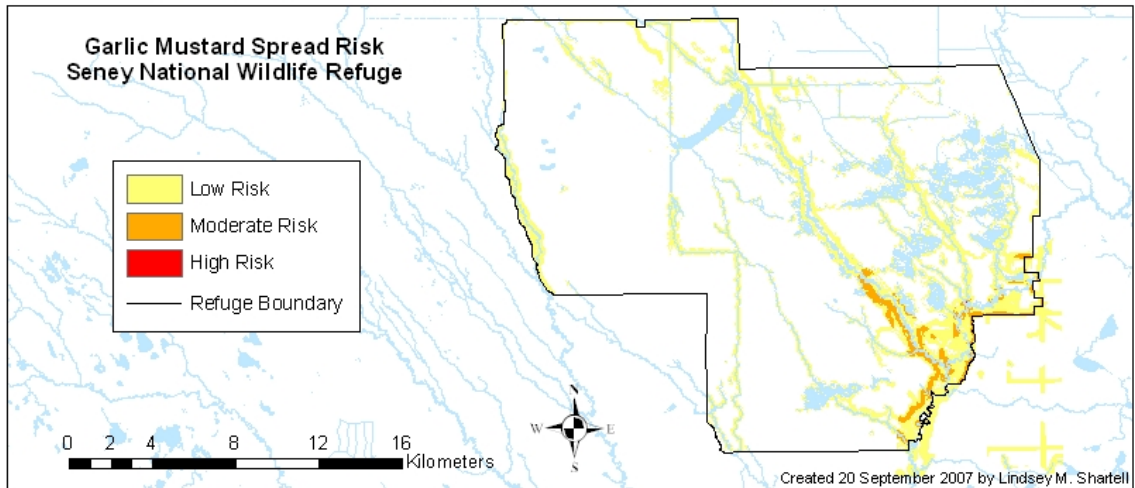 Garlic Mustard Spread Risk
Seney National Wildlife Refuge
Low Risk
Moderate Risk
High Risk
Refuge Boundary
N
W E
S
0 2 4 8 12 16
Kilometers
Created 20 September 2007 by Lindsey M. Shartell